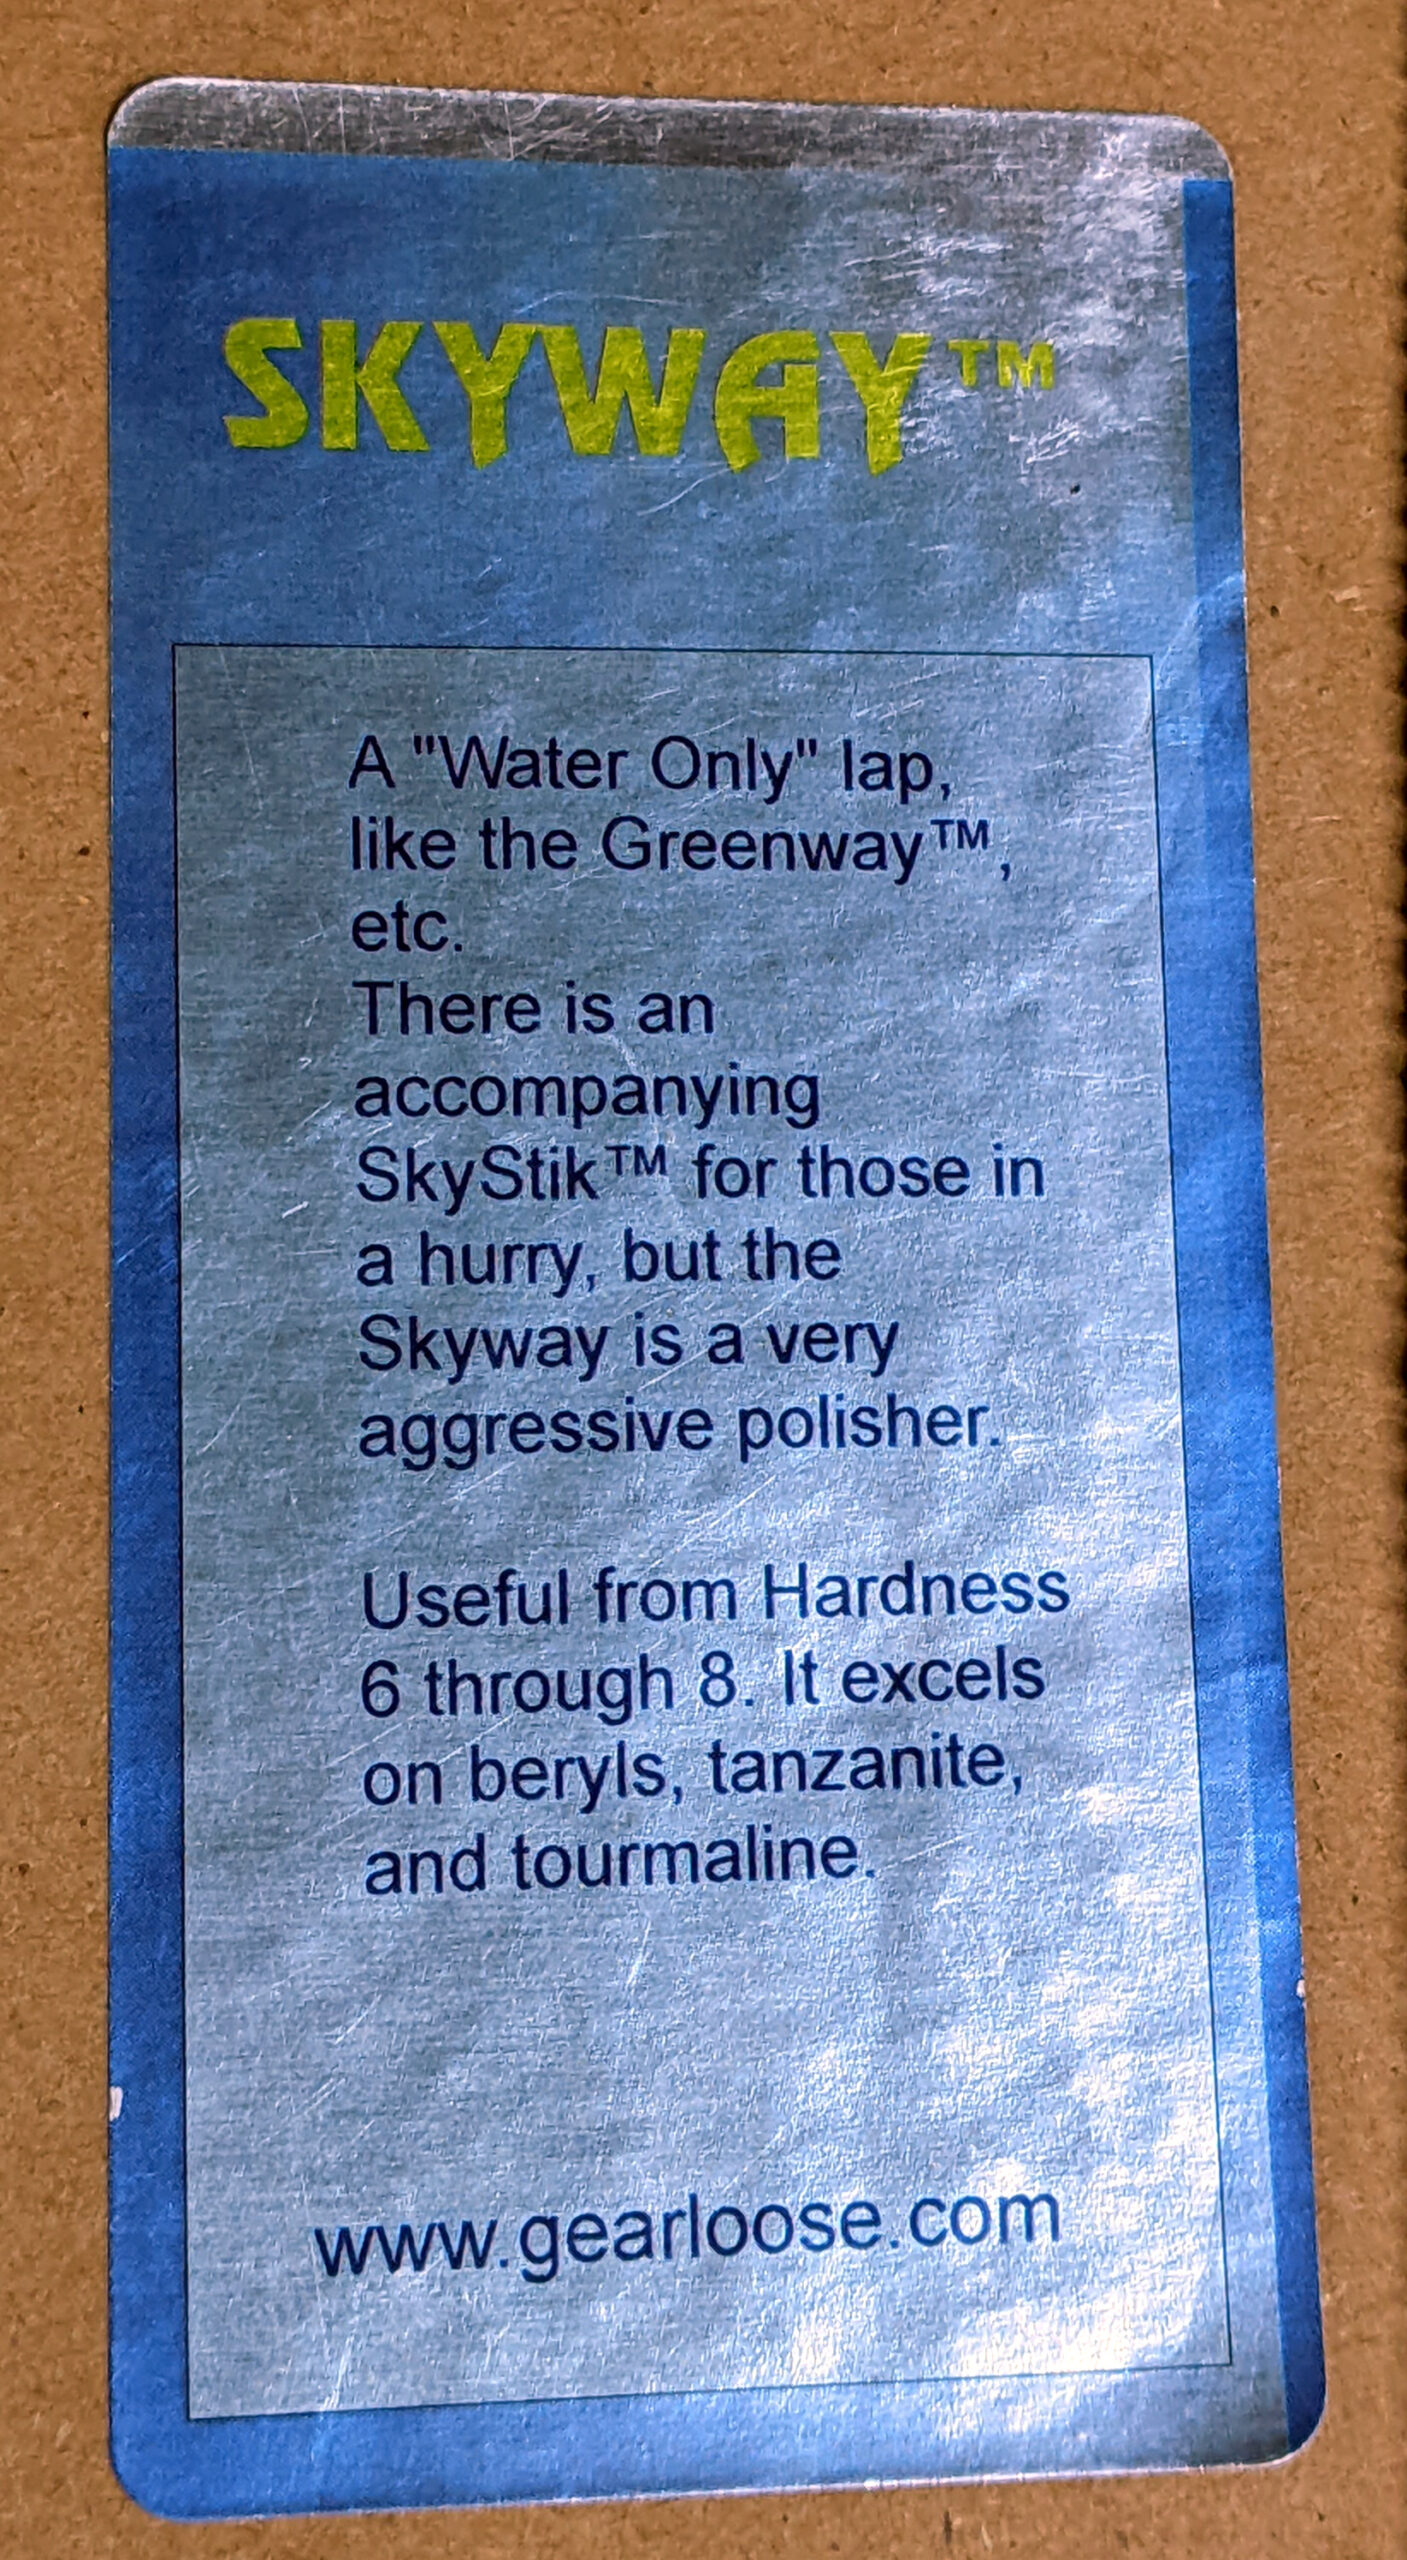 SKYWAY™
A "Water Only" lap,
like the Greenway™,
etc.
There is an
accompanying
SkyStik™ for those in
a hurry, but the
Skyway is a very
aggressive polisher.
Useful from Hardness
6 through 8. It excels
on beryls, tanzanite,
and tourmaline.
www.gearloose.com